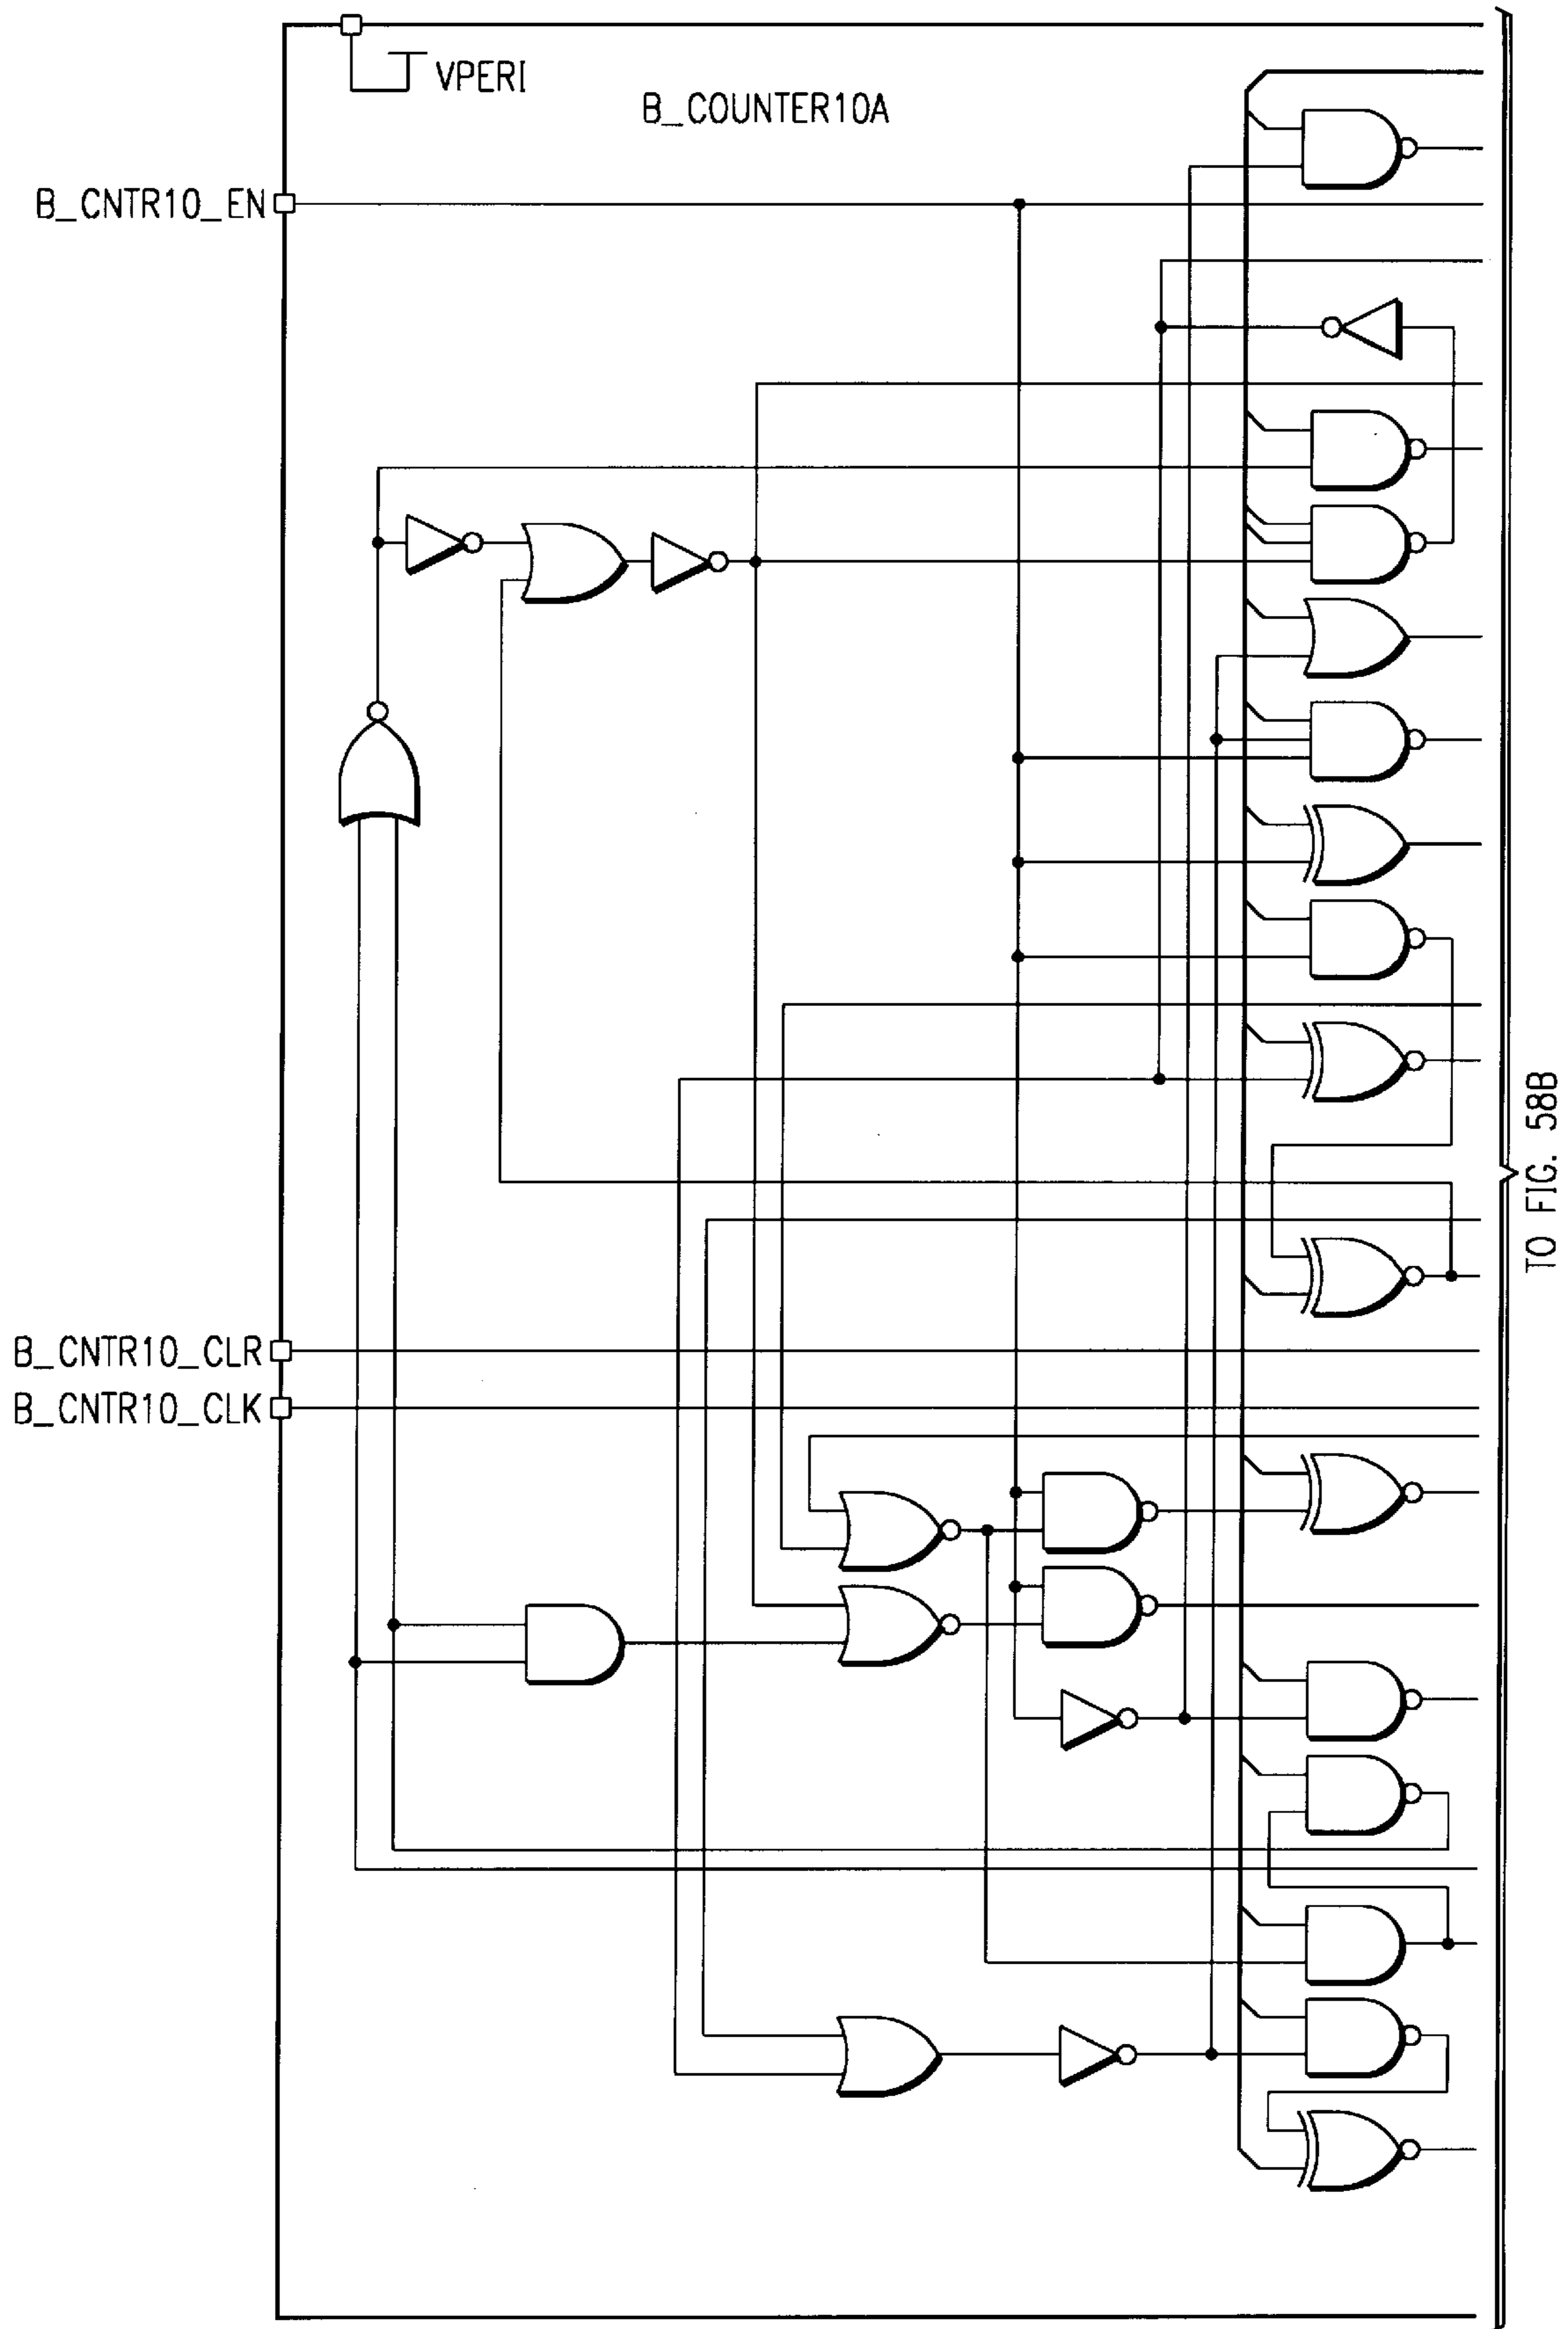 VPERI
B_COUNTER10A
B_CNTR10_EN
B_CNTR10_CLR
B_CNTR10_CLK
TO FIG. 58B